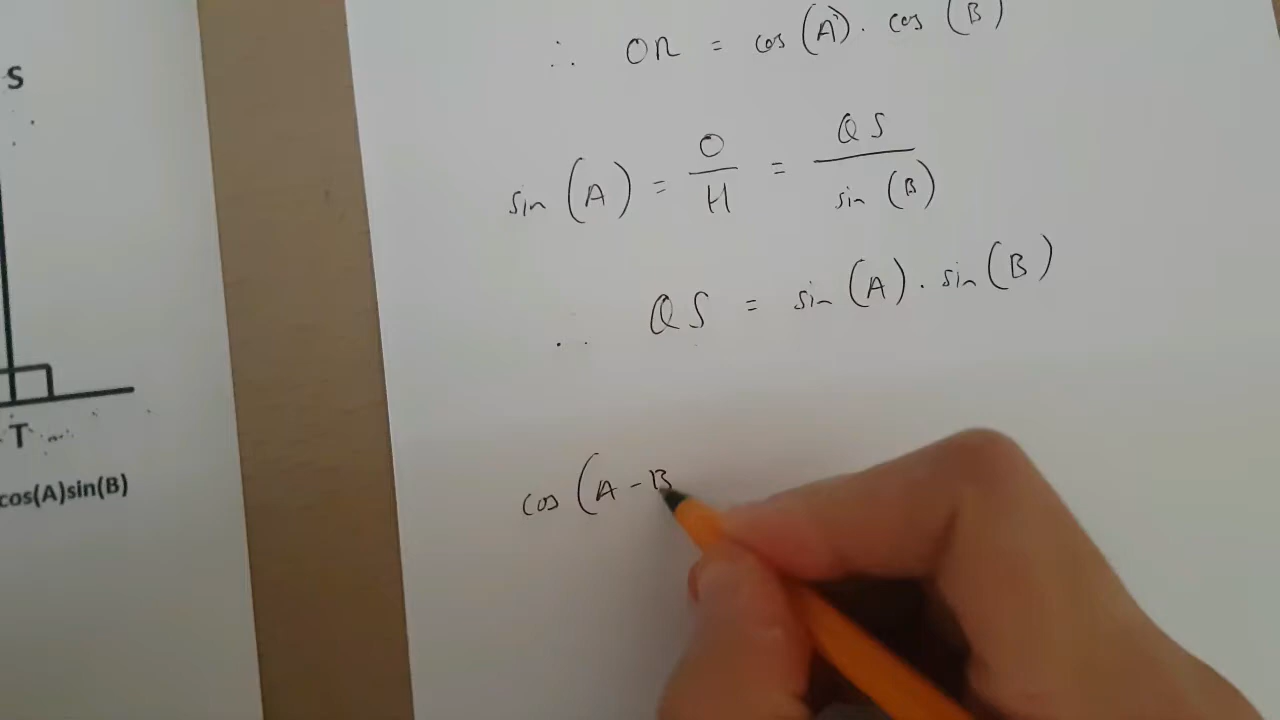 ∴ OR = cos (A) . cos (B)
sin (A) = O/H = QS/sin (B)
∴ QS = sin (A) . sin (B)
cos (A - B
S
T
cos(A)sin(B)